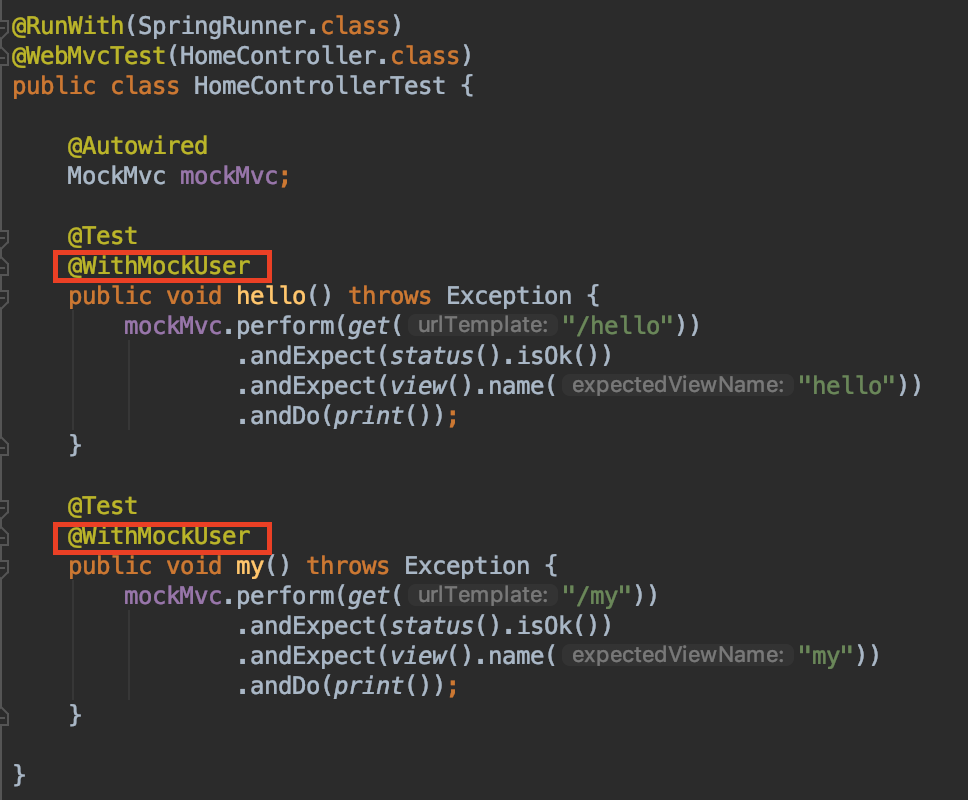 @RunWith(SpringRunner.class)
@WebMvcTest(HomeController.class)
public class HomeControllerTest {
@Autowired
MockMvc mockMvc;
@Test
@WithMockUser
public void hello() throws Exception {
mockMvc.perform(get( urlTemplate: "/hello"))
.andExpect(status().isOk())
.andExpect(view().name( expectedViewName: "hello"))
.andDo(print());
}
@Test
@WithMockUser
public void my() throws Exception {
mockMvc.perform(get( urlTemplate: "/my"))
.andExpect(status().isOk())
.andExpect(view().name( expectedViewName: "my"))
.andDo(print());
}
}